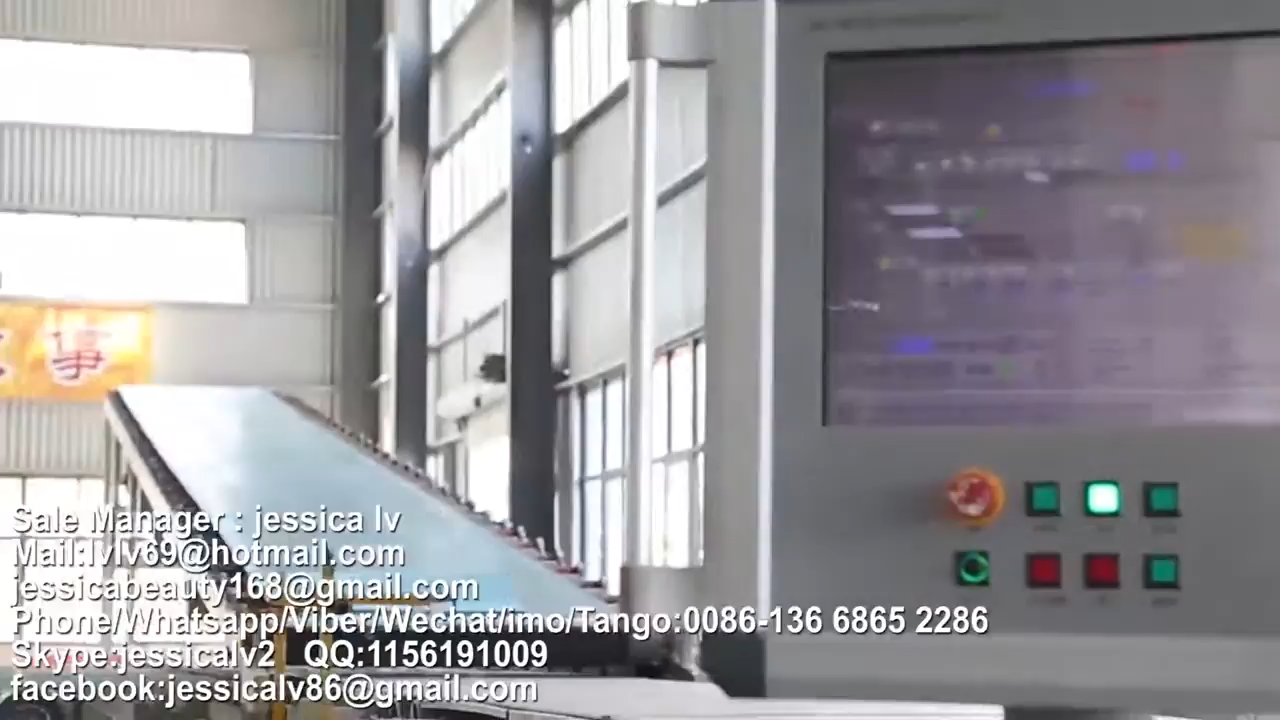 事
Sale Manager : jessica lv
Mail:lvlv69@hotmail.com
jessicabeauty168@gmail.com
Phone/Whatsapp/Viber/Wechat/imo/Tango:0086-136 6865 2286
Skype:jessicalv2 QQ:1156191009
facebook:jessicalv86@gmail.com